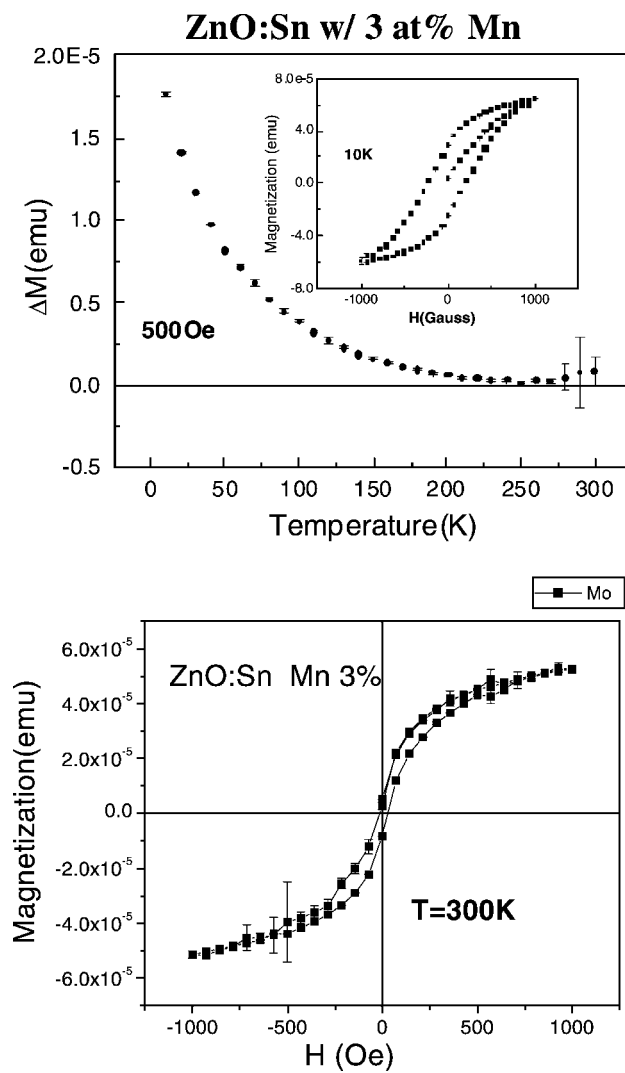 ZnO:Sn w/ 3 at% Mn
2.0E-5
1.5
1.0
0.5
0.0
-0.5
ΔM(emu)
500Oe
0 50 100 150 200 250 300
Temperature(K)
8.0e-5
4.0
0.0
-4.0
-8.0
Magnetization (emu)
10K
-1000 0 1000
H(Gauss)
Mo
6.0x10-5
4.0x10-5
2.0x10-5
0.0
-2.0x10-5
-4.0x10-5
-6.0x10-5
Magnetization(emu)
ZnO:Sn Mn 3%
T=300K
-1000 -500 0 500 1000
H (Oe)